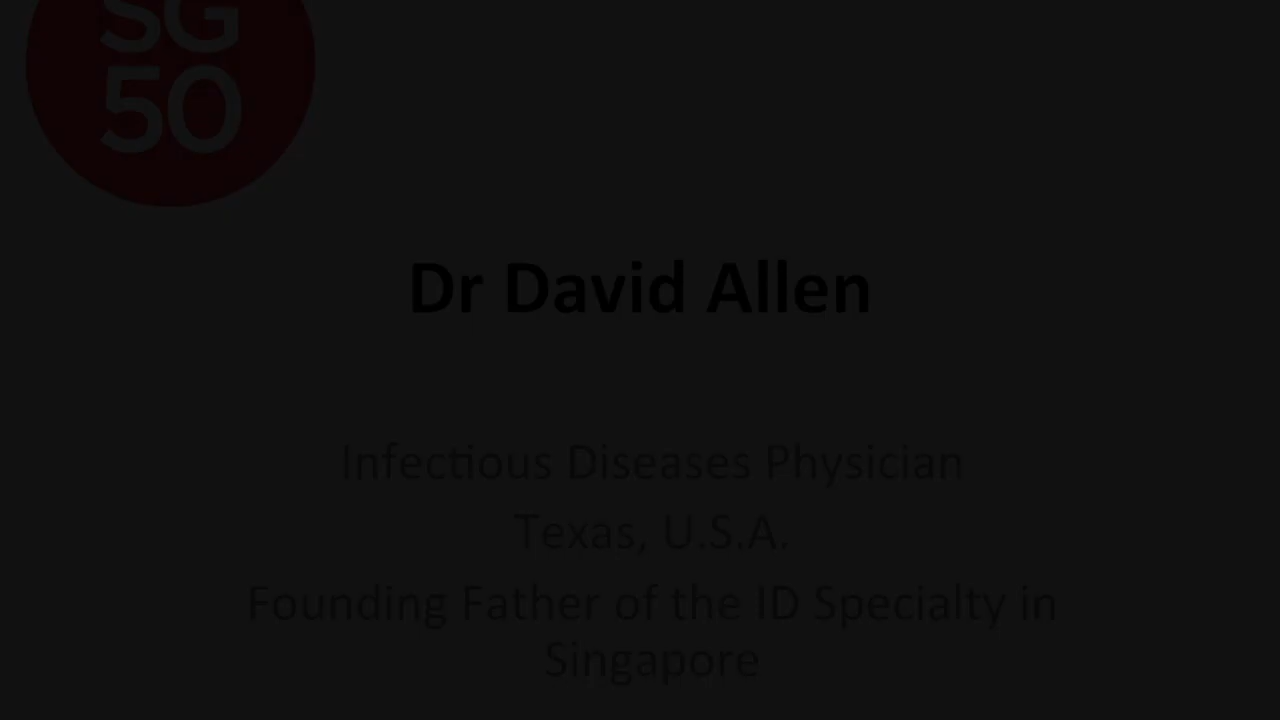 SG
50
Dr David Allen
Infectious Diseases Physician
Texas, U.S.A.
Founding Father of the ID Specialty in
Singapore